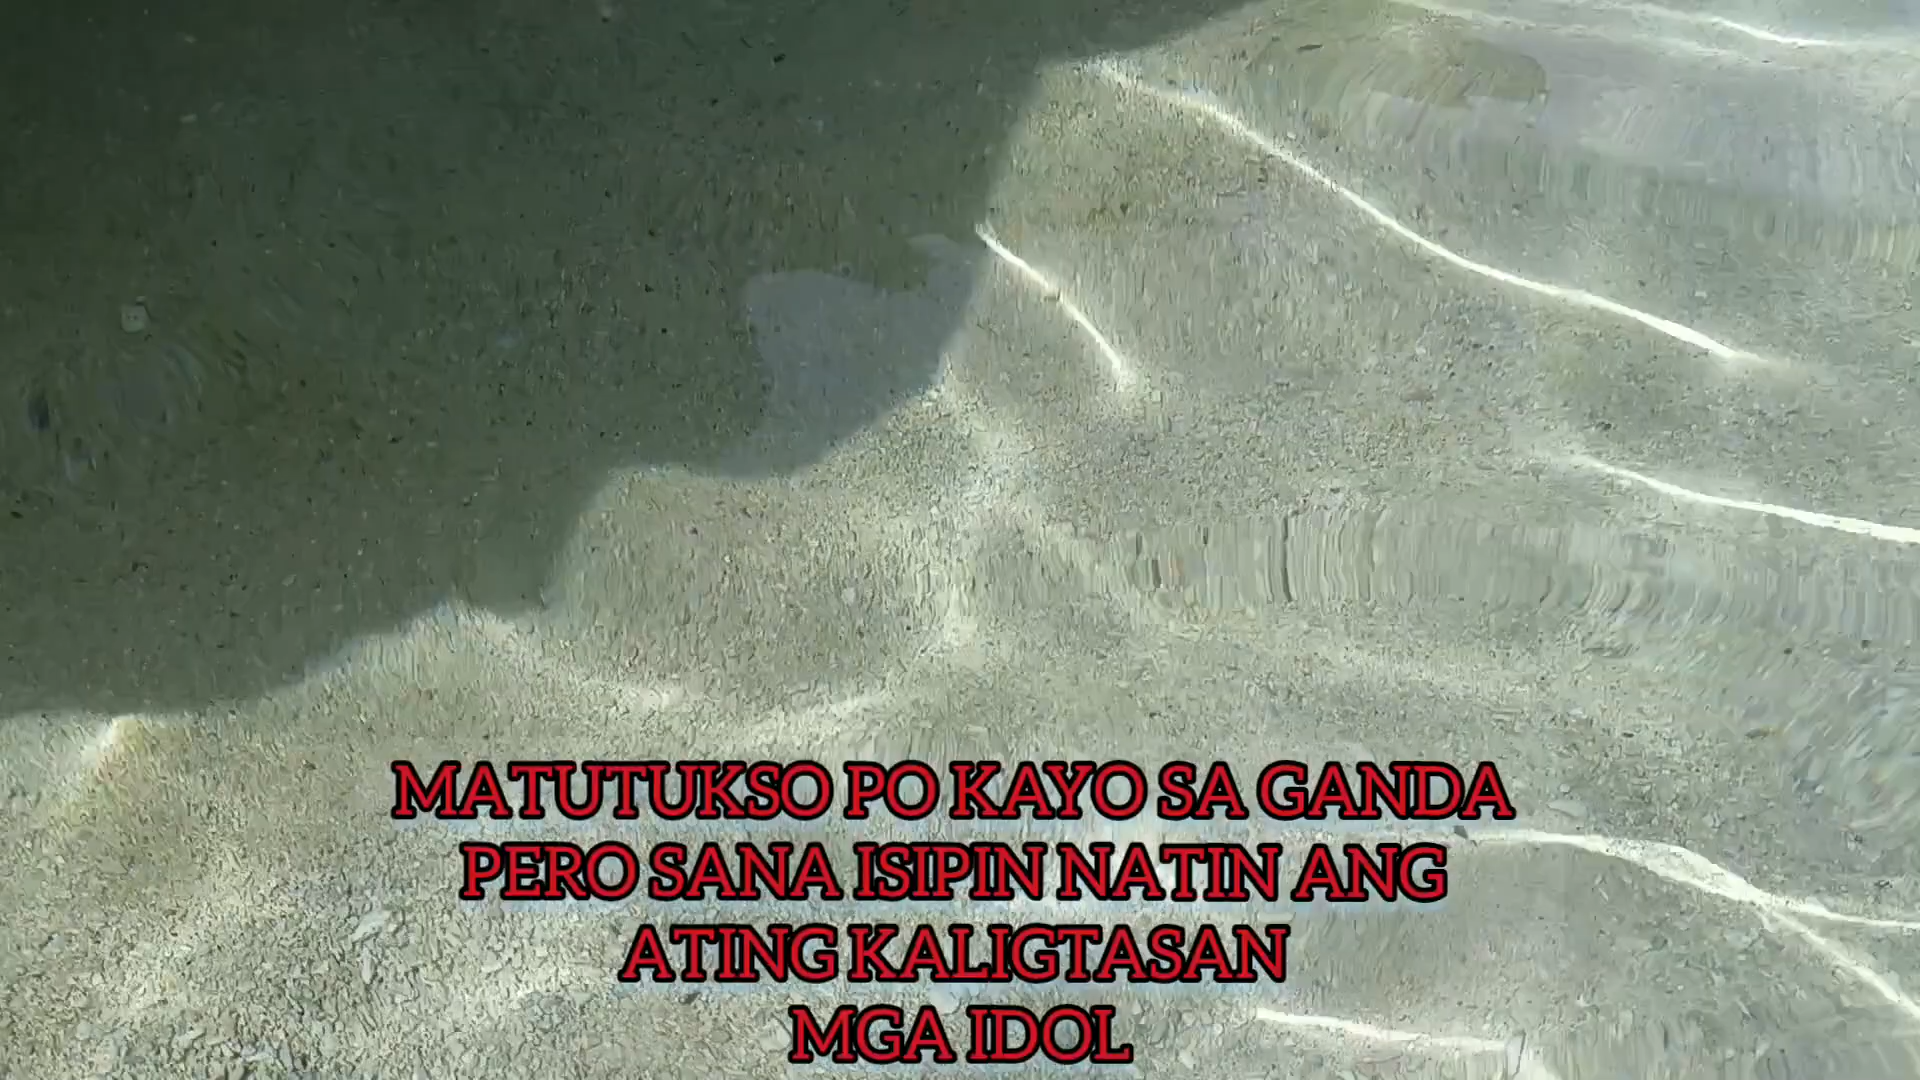 MATUTUKSO PO KAYO SA GANDA
PERO SANA ISIPIN NATIN ANG
ATING KALIGTASAN
MGA IDOL